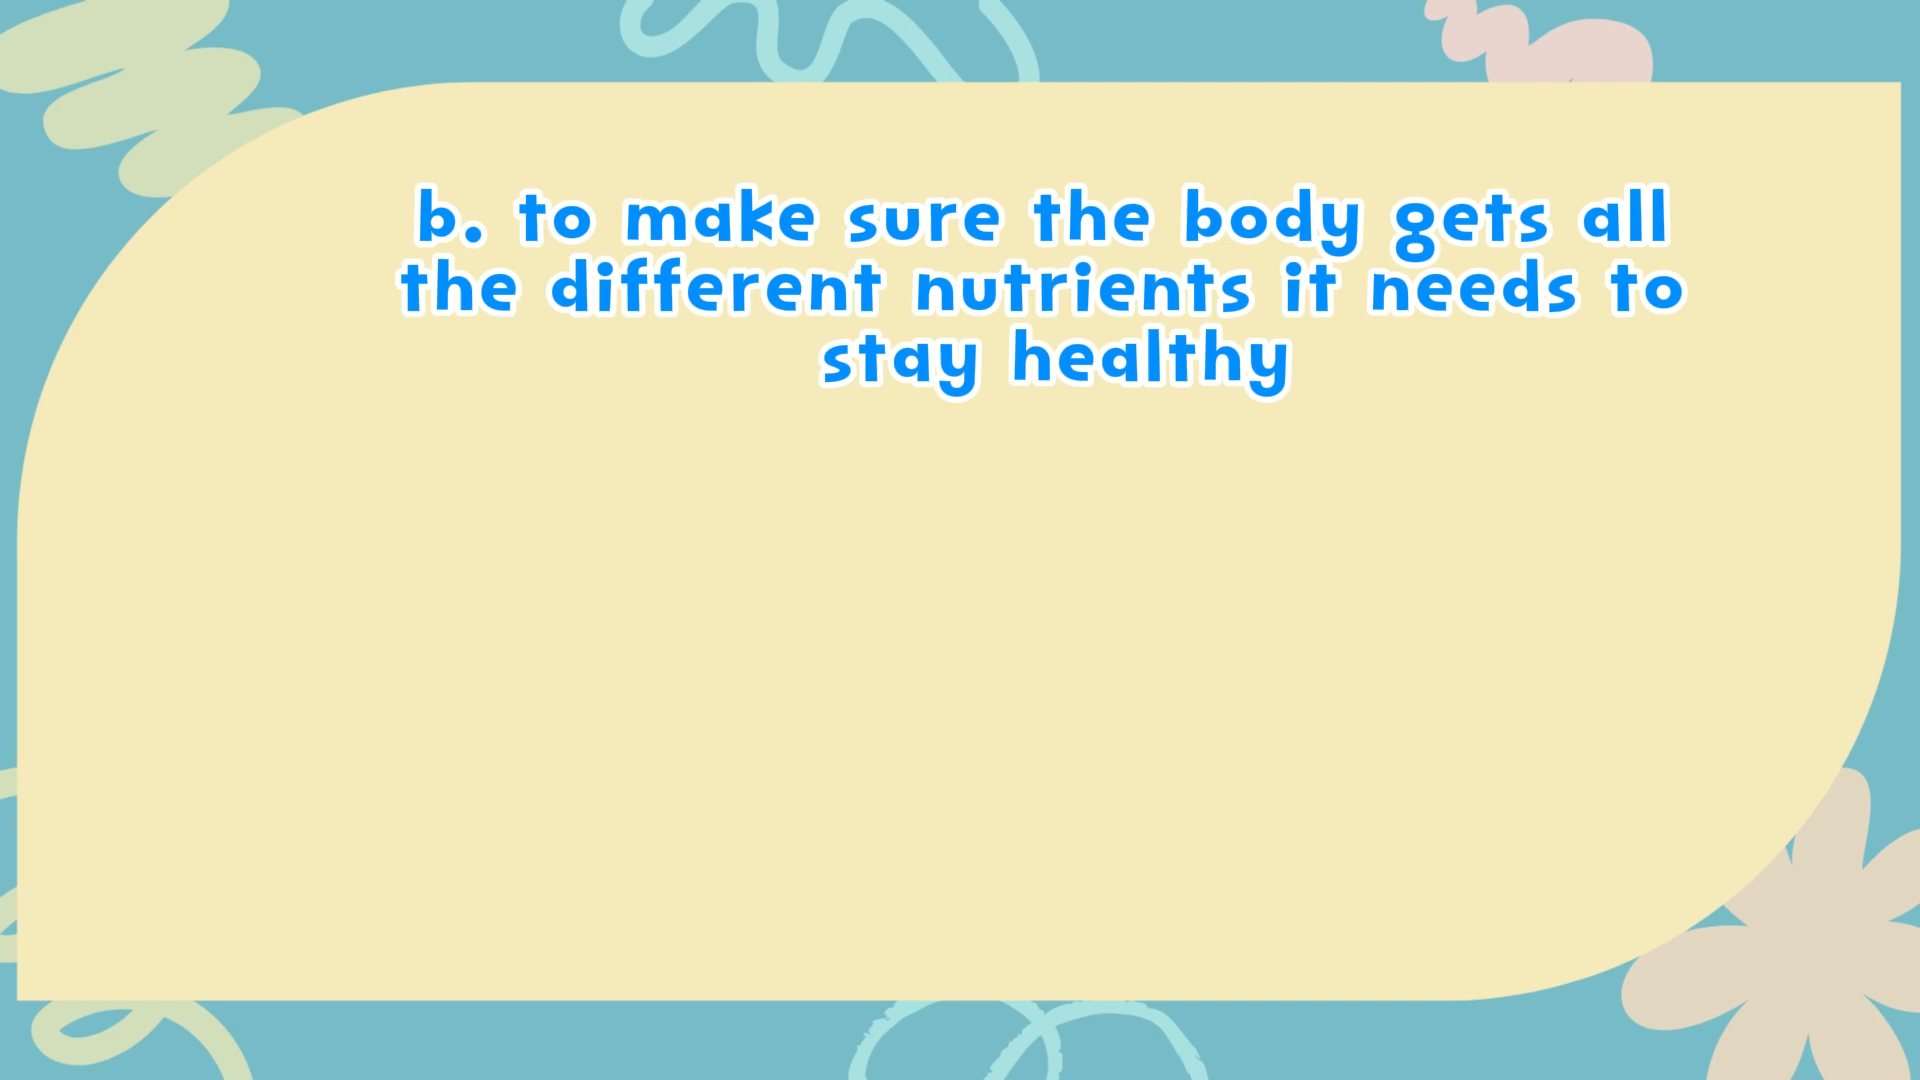 b. to make sure the body gets all
the different nutrients it needs to
stay healthy